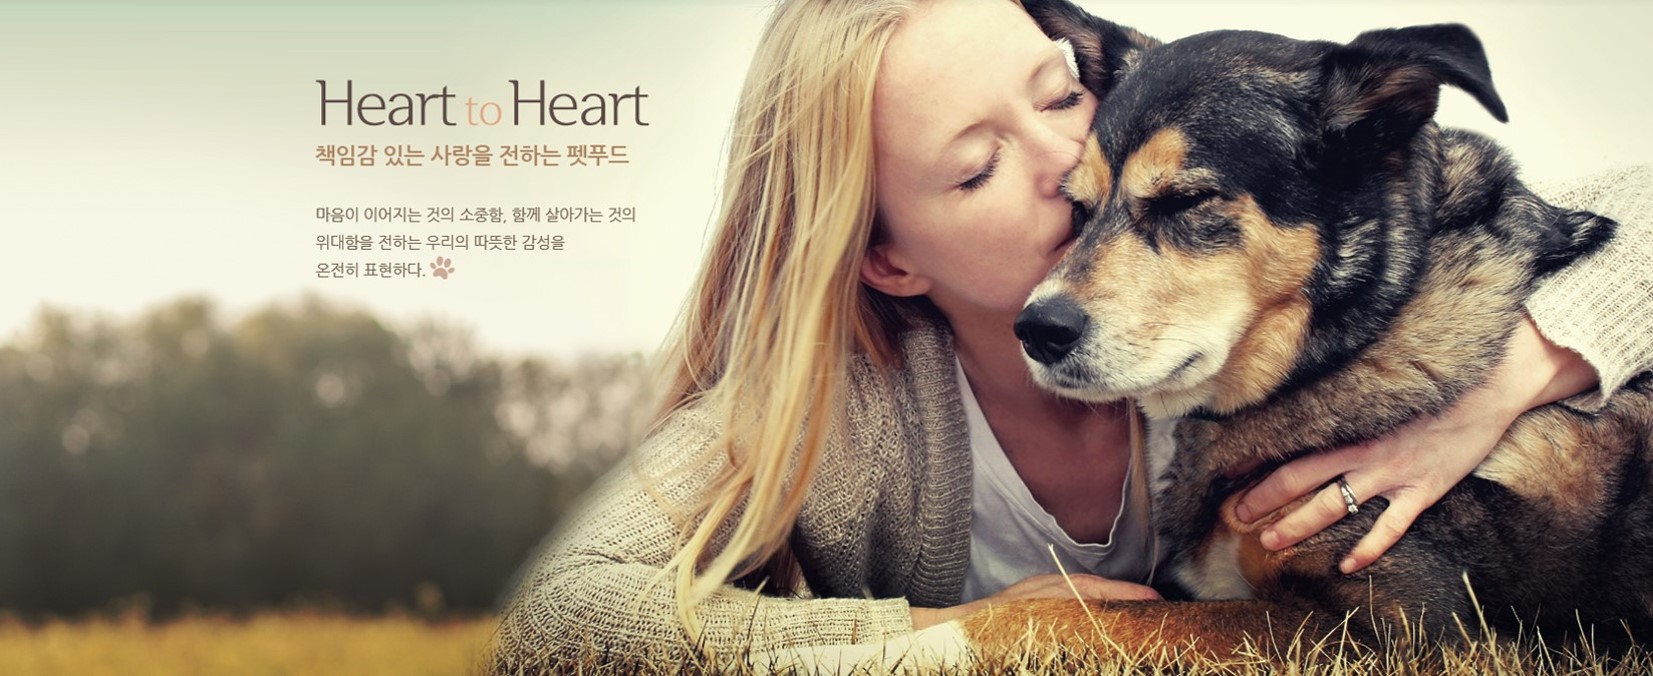 Heart to Heart
책임감 있는 사랑을 전하는 펫푸드
마음이 이어지는 것의 소중함, 함께 살아가는 것의
위대함을 전하는 우리의 따뜻한 감성을
온전히 표현하다.